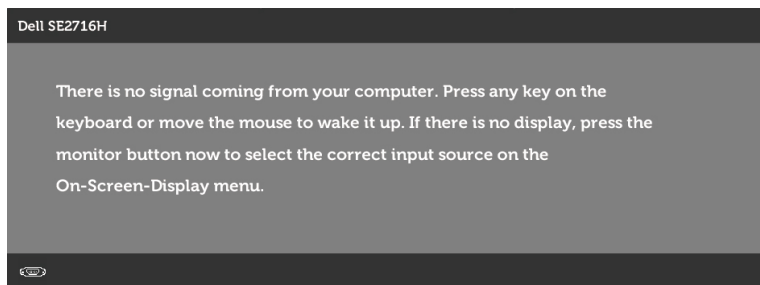 Dell SE2716H
There is no signal coming from your computer. Press any key on the
keyboard or move the mouse to wake it up. If there is no display, press the
monitor button now to select the correct input source on the
On-Screen-Display menu.